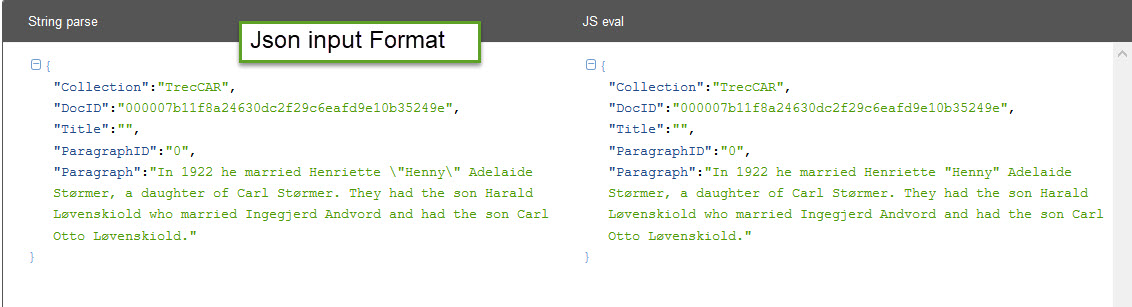 String parse
Json input Format
JS eval
{
"Collection":"TrecCAR",
"DocID":"000007b11f8a24630dc2f29c6eafd9e10b35249e",
"Title":"",
"ParagraphID":"0",
"Paragraph":"In 1922 he married Henriette \"Henny\" Adelaide
Størmer, a daughter of Carl Størmer. They had the son Harald
Løvenskiold who married Ingegjerd Andvord and had the son Carl
Otto Løvenskiold."
}
{
"Collection":"TrecCAR",
"DocID":"000007b11f8a24630dc2f29c6eafd9e10b35249e",
"Title":"",
"ParagraphID":"0",
"Paragraph":"In 1922 he married Henriette "Henny" Adelaide
Størmer, a daughter of Carl Størmer. They had the son Harald
Løvenskiold who married Ingegjerd Andvord and had the son Carl
Otto Løvenskiold."
}